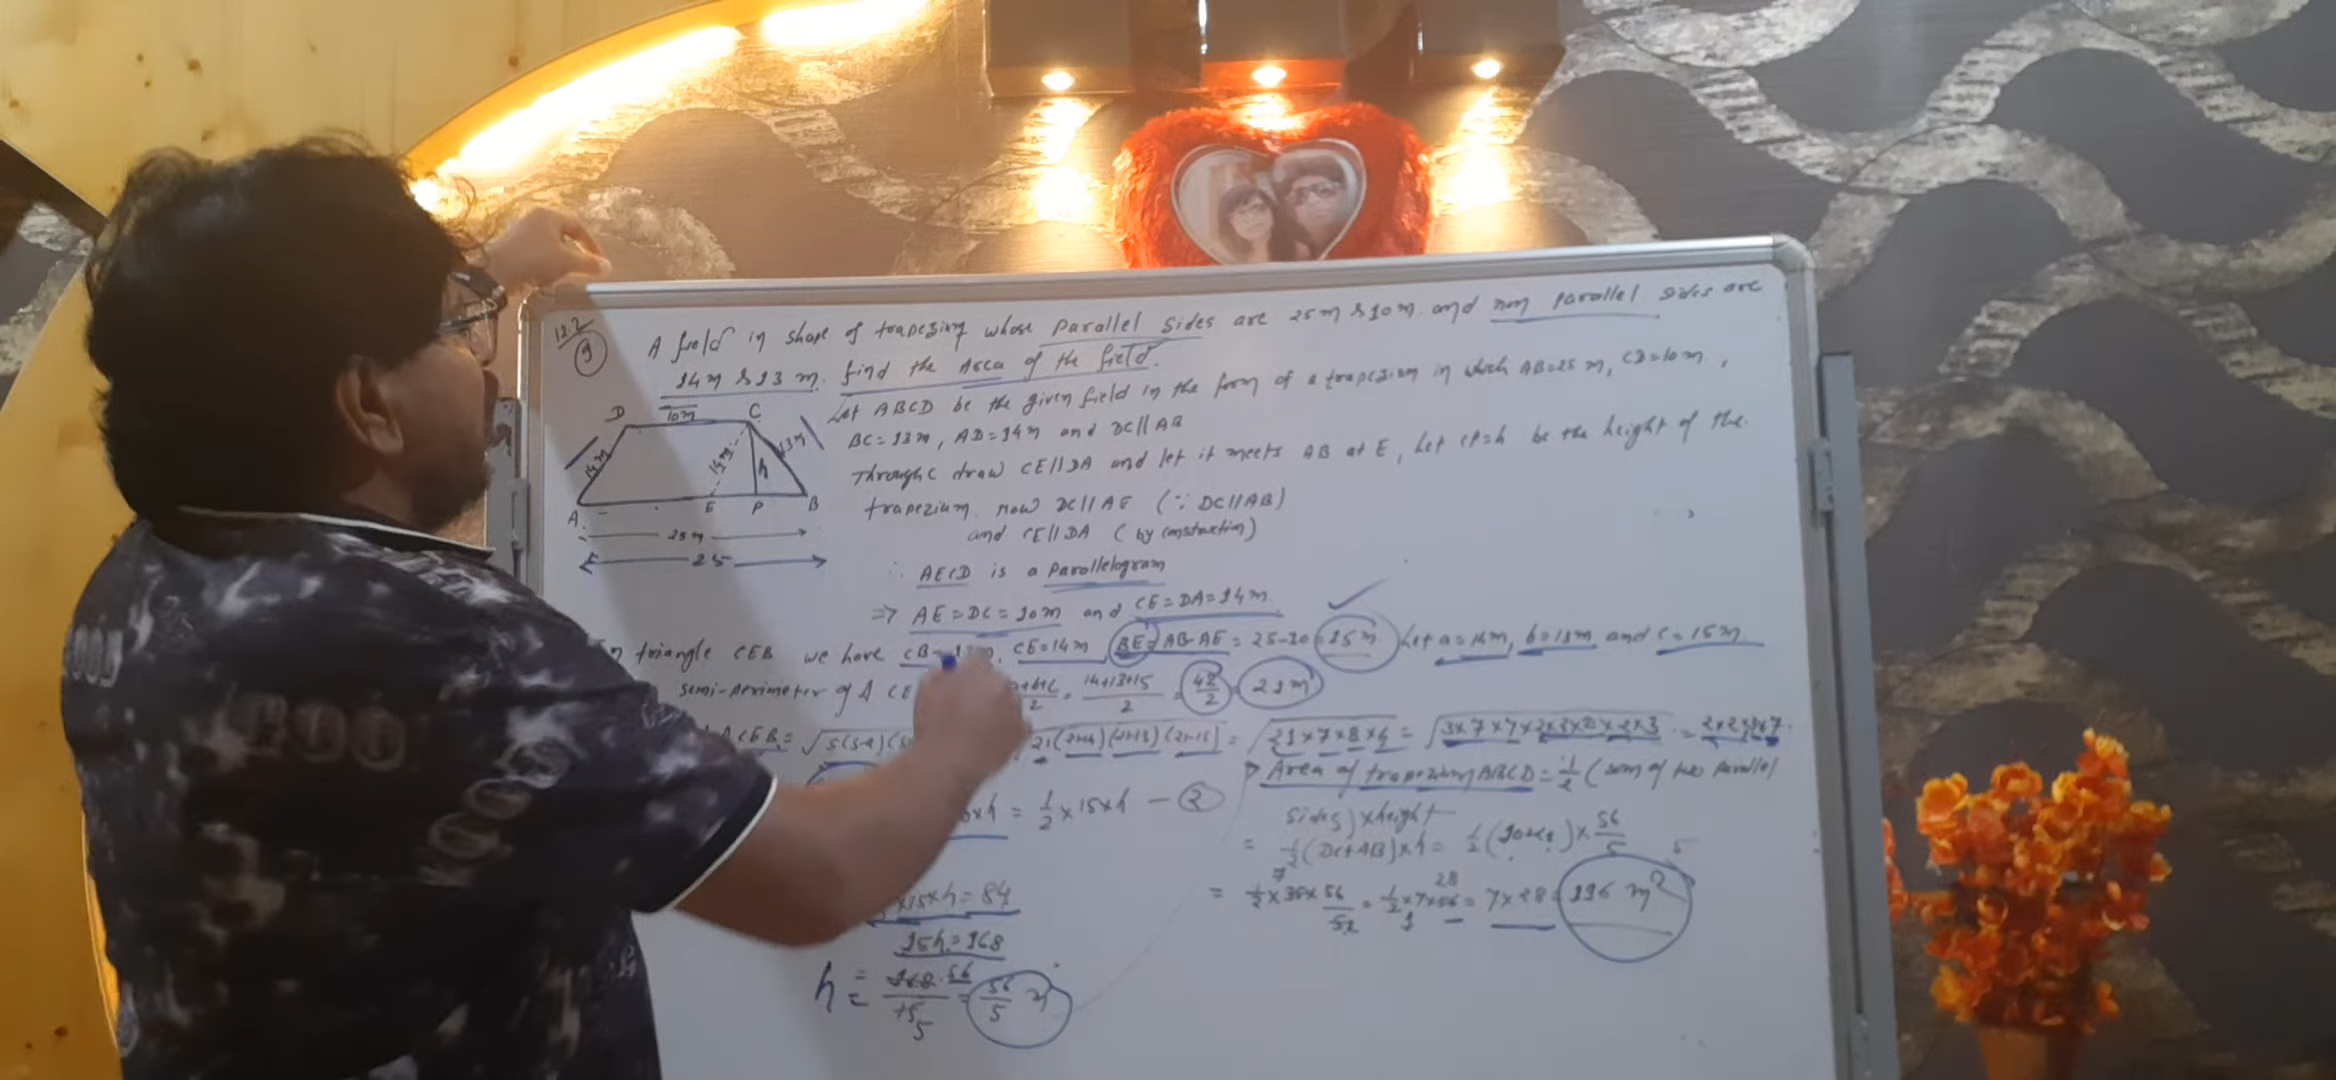 12.2
9
A field in shape of trapezium whose parallel sides are 25m & 10m. and non parallel sides are
14m & 13 m. find the Area of the field.
Let ABCD be the given field in the form of a trapezium in which AB=25 m, CD=10m,
BC=13m, AD=14m and DC||AB
Through C draw CE||DA and let it meets AB at E, Let CP=h be the height of the
trapezium. now DC||AE (∵ DC||AB)
and CE||DA (by construction)
D 10m C
14m 14m h 13m
A E P B
25m
25
∴ AECD is a parallelogram
⇒ AE=DC=10m and CE=DA=14m.
triangle CEB we have CB= CE=14m BE=AB-AE=25-10=15m Let a=14m, b=13m and c=15m
semi-perimeter of Δ CE a+b+c/2 = 14+13+15/2 = 42/2 = 21m
CEB = √s(s-a)(s 21(21-14)(21-13)(21-15) = √21×7×8×6 = √3×7×7×2×2×2×2×3 = 2×2×3×7
×h = 1/2 × 15×h — 2
×15×h = 84
15h = 168
h = 168/15 56/5 = 56/5 m
Area of trapezium ABCD = 1/2 (sum of two parallel
sides) × height
= 1/2 (DC+AB)×h = 1/2 (10+25) × 56/5
= 1/2 × 35 × 56/5 = 1/2 × 7 × 56 = 7×28 = 196 m²